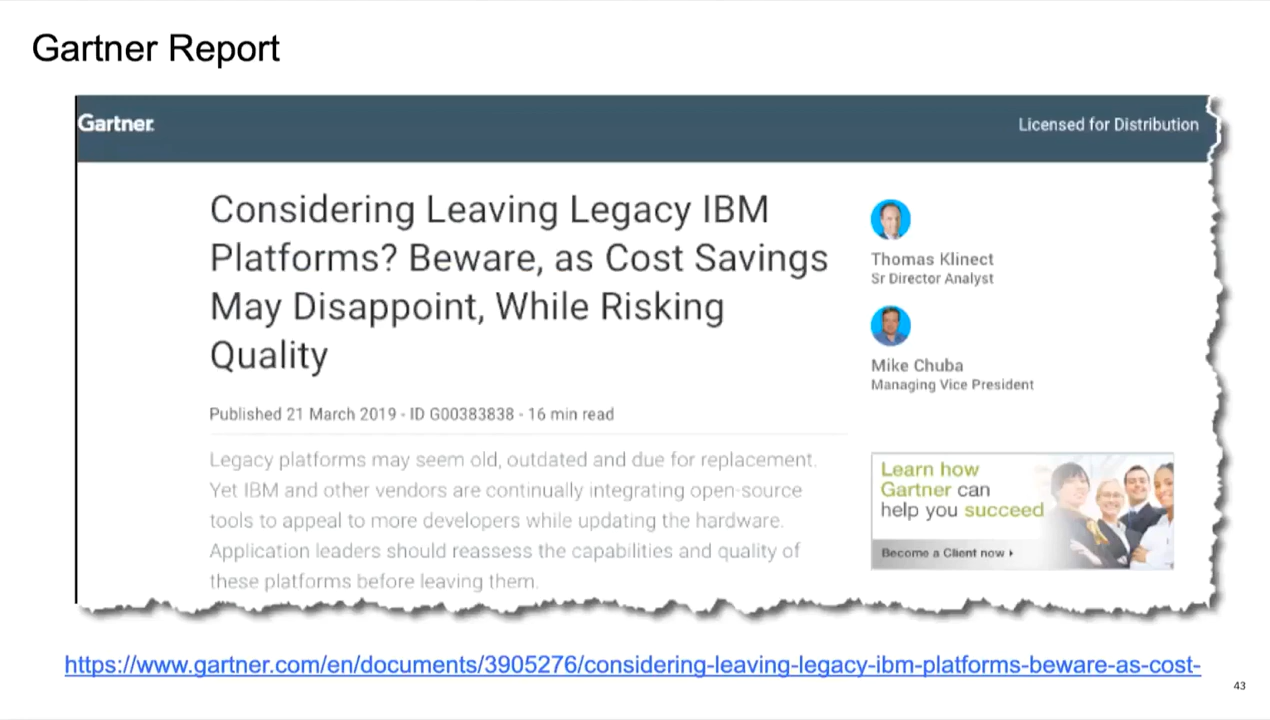 Gartner Report
Gartner
Licensed for Distribution
Considering Leaving Legacy IBM
Platforms? Beware, as Cost Savings
May Disappoint, While Risking
Quality
Published 21 March 2019 - ID G00383838 - 16 min read
Legacy platforms may seem old, outdated and due for replacement.
Yet IBM and other vendors are continually integrating open-source
tools to appeal to more developers while updating the hardware.
Application leaders should reassess the capabilities and quality of
these platforms before leaving them.
Thomas Klinect
Sr Director Analyst
Mike Chuba
Managing Vice President
Learn how
Gartner can
help you succeed
Become a Client now
https://www.gartner.com/en/documents/3905276/considering-leaving-legacy-ibm-platforms-beware-as-cost-
43